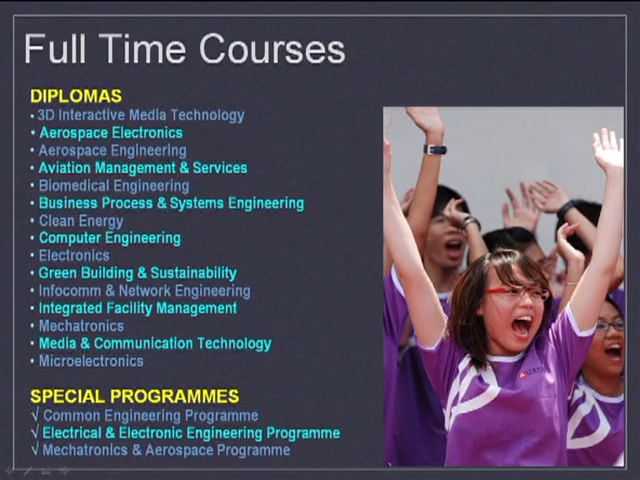 Full Time Courses
DIPLOMAS
• 3D Interactive Media Technology
• Aerospace Electronics
• Aerospace Engineering
• Aviation Management & Services
• Biomedical Engineering
• Business Process & Systems Engineering
• Clean Energy
• Computer Engineering
• Electronics
• Green Building & Sustainability
• Infocomm & Network Engineering
• Integrated Facility Management
• Mechatronics
• Media & Communication Technology
• Microelectronics
SPECIAL PROGRAMMES
√ Common Engineering Programme
√ Electrical & Electronic Engineering Programme
√ Mechatronics & Aerospace Programme